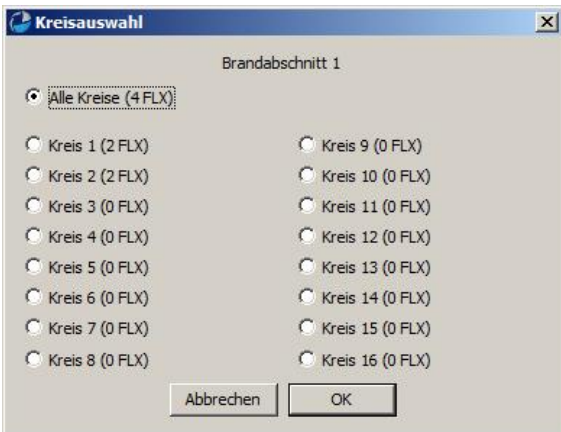 Kreisauswahl
Brandabschnitt 1
Alle Kreise (4 FLX)
Kreis 1 (2 FLX)
Kreis 2 (2 FLX)
Kreis 3 (0 FLX)
Kreis 4 (0 FLX)
Kreis 5 (0 FLX)
Kreis 6 (0 FLX)
Kreis 7 (0 FLX)
Kreis 8 (0 FLX)
Kreis 9 (0 FLX)
Kreis 10 (0 FLX)
Kreis 11 (0 FLX)
Kreis 12 (0 FLX)
Kreis 13 (0 FLX)
Kreis 14 (0 FLX)
Kreis 15 (0 FLX)
Kreis 16 (0 FLX)
Abbrechen
OK